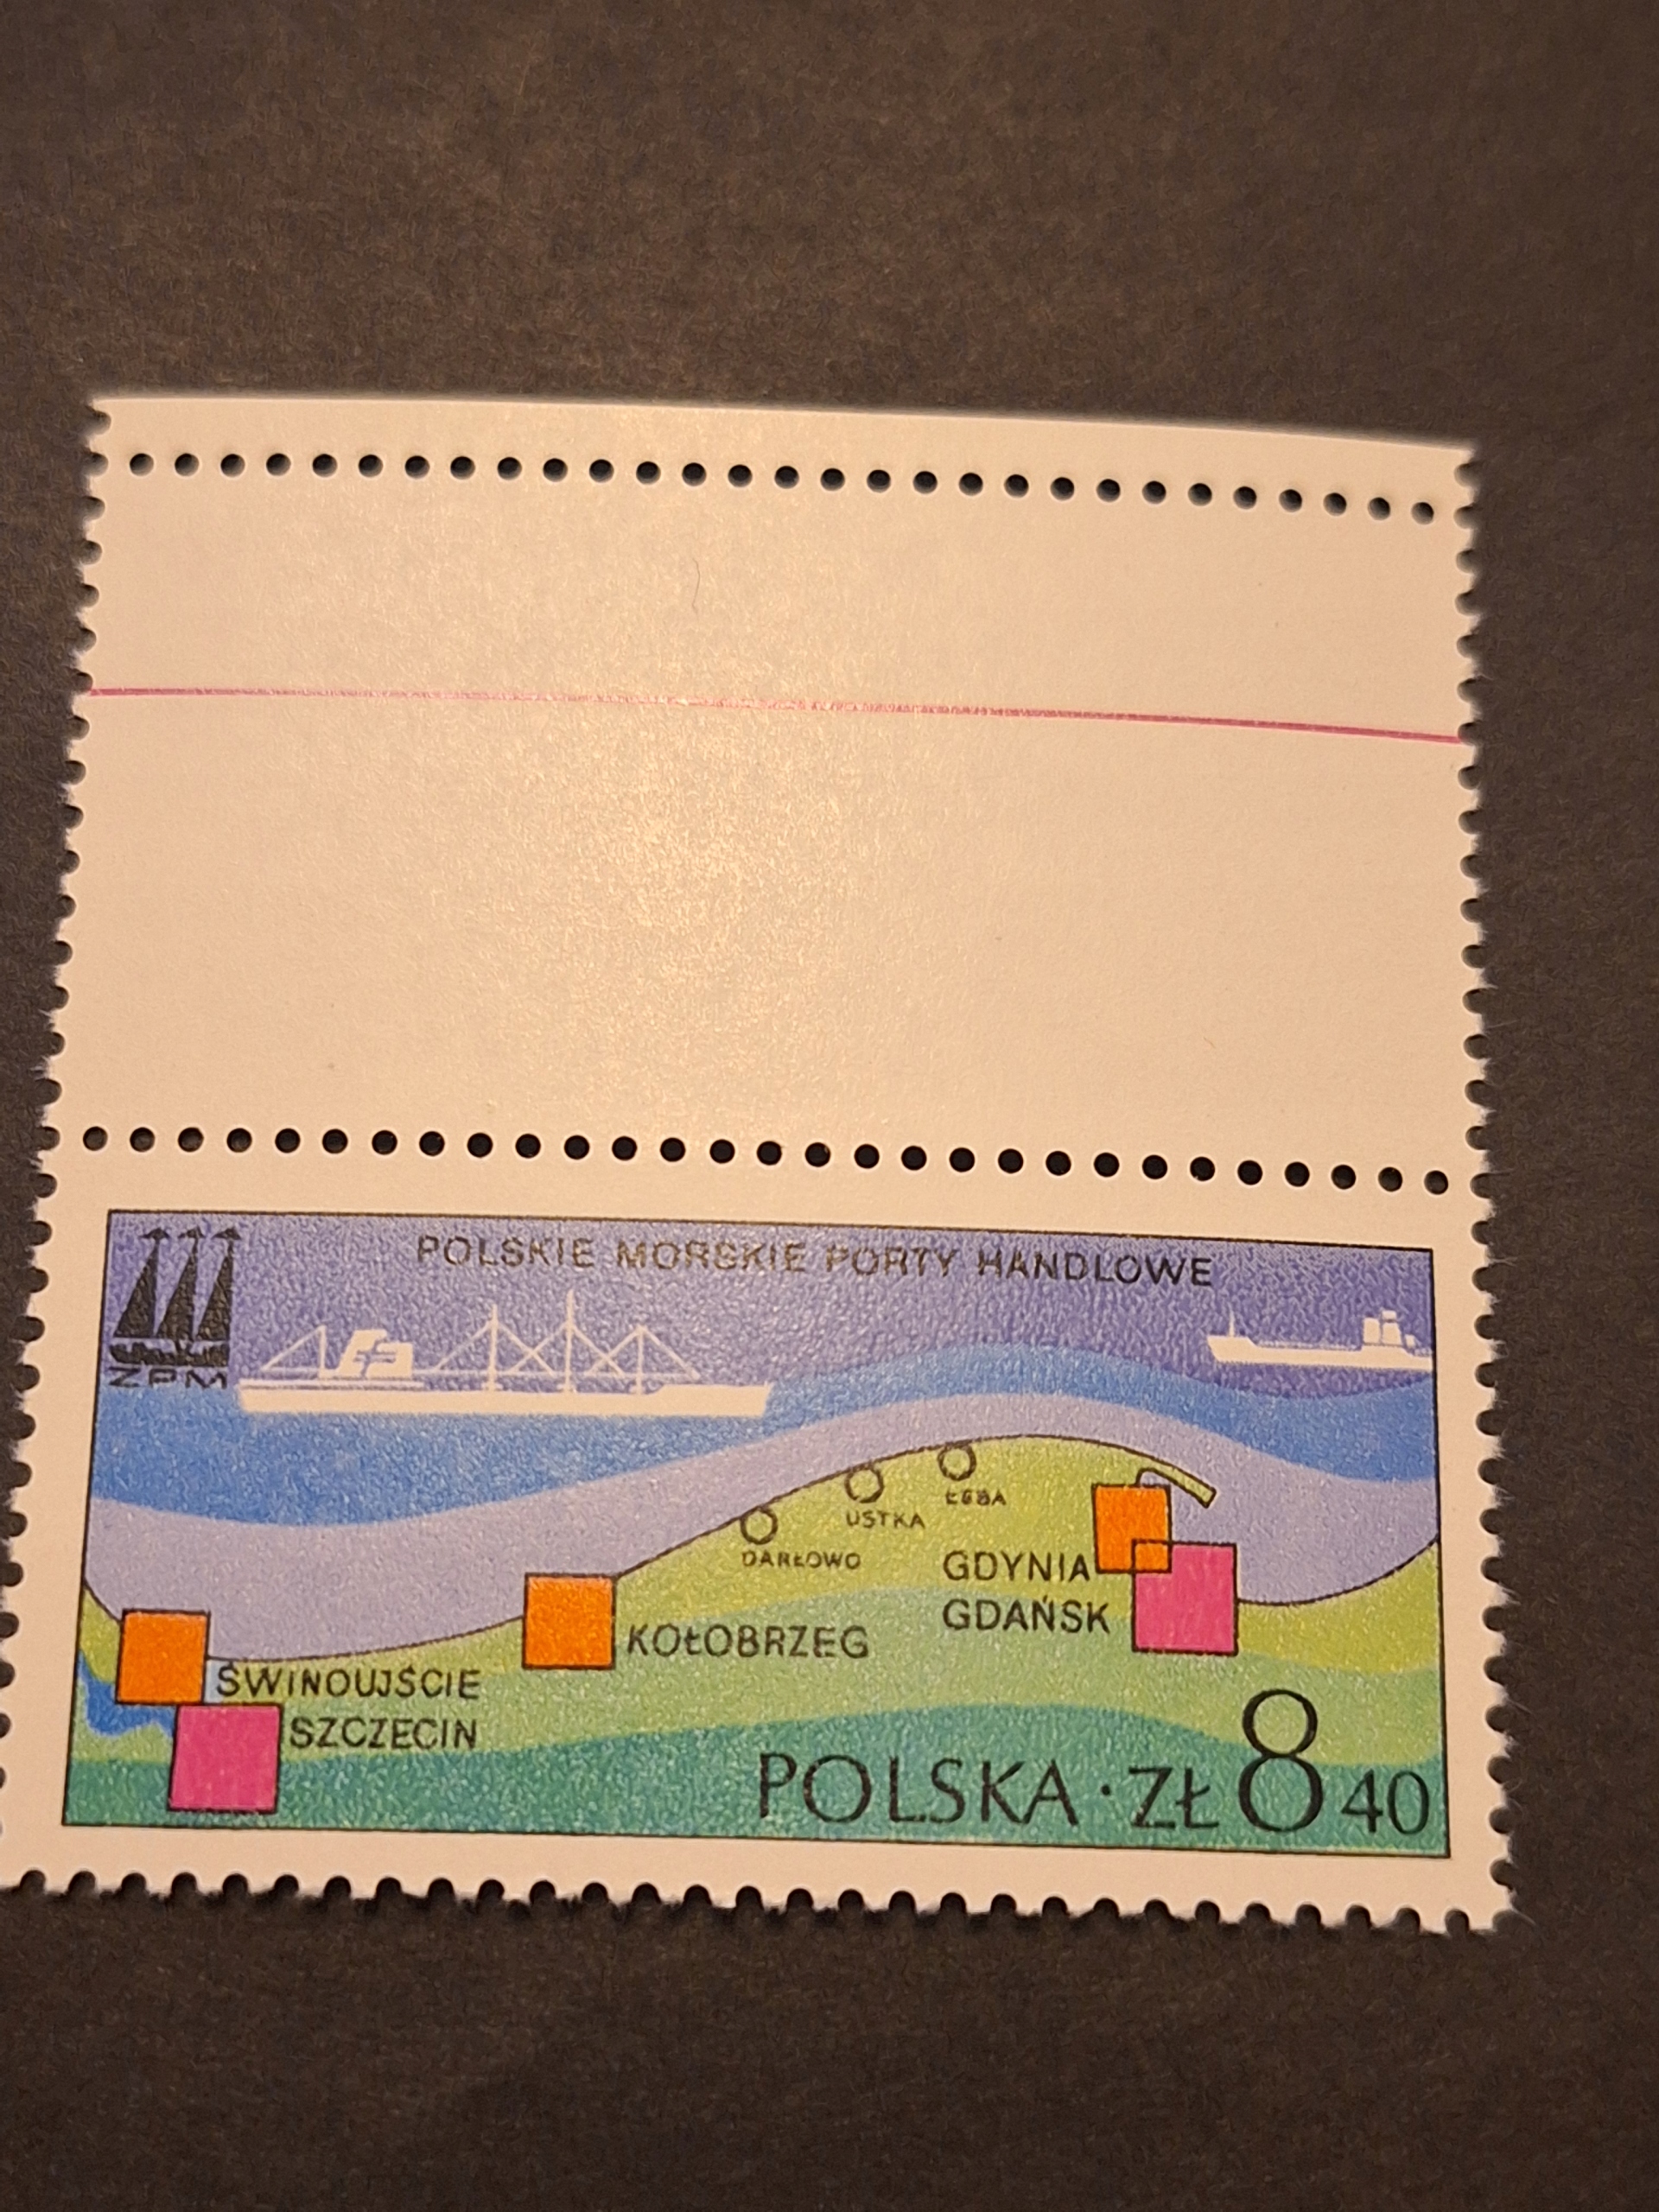 POLSKIE MORSKIE PORTY HANDLOWE
ZPM
ŁEBA
USTKA
DARŁOWO
GDYNIA
GDAŃSK
KOŁOBRZEG
ŚWINOUJŚCIE
SZCZECIN
POLSKA · ZŁ 8 40